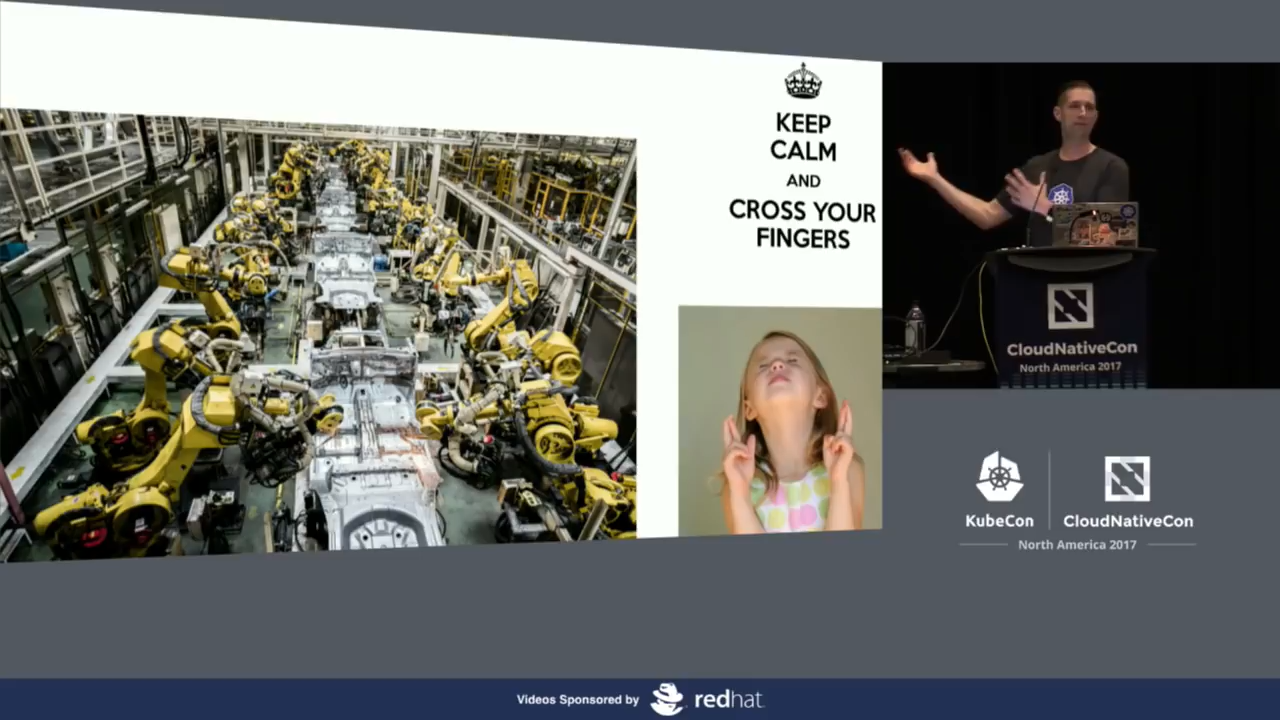 KEEP
CALM
AND
CROSS YOUR
FINGERS
CloudNativeCon
North America 2017
KubeCon
CloudNativeCon
North America 2017
Videos Sponsored by
redhat